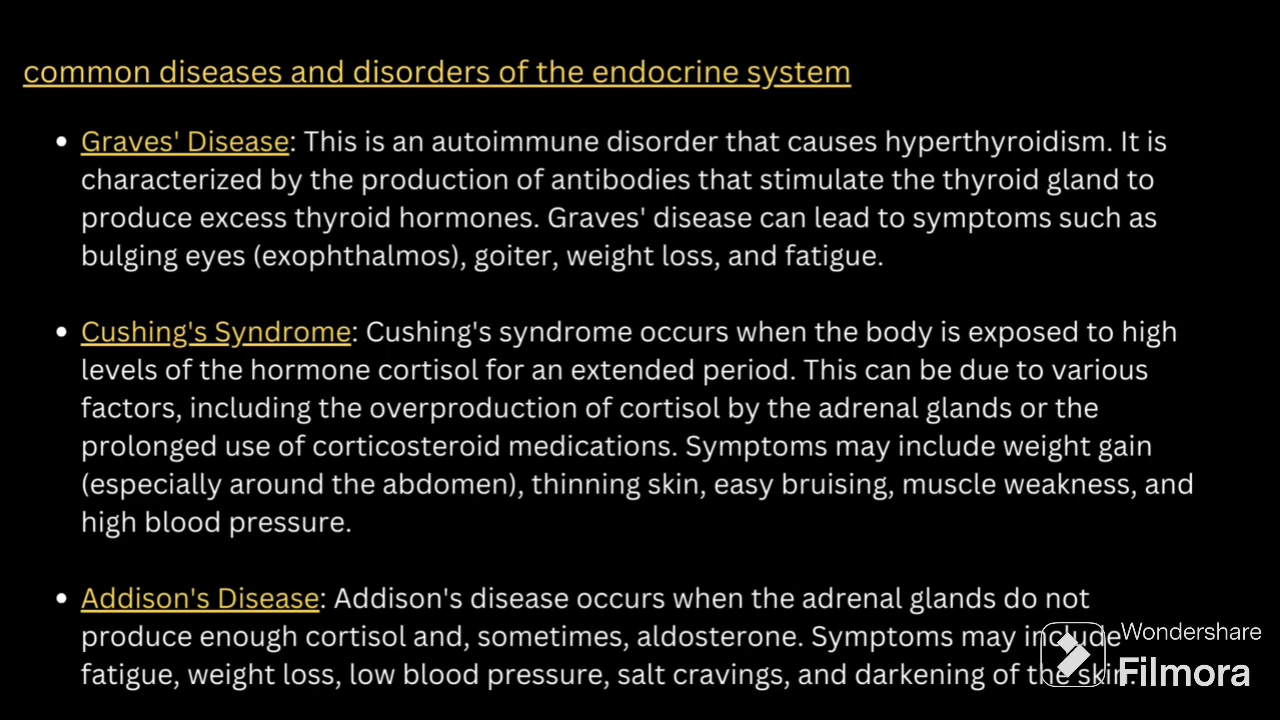 common diseases and disorders of the endocrine system
• Graves' Disease: This is an autoimmune disorder that causes hyperthyroidism. It is
characterized by the production of antibodies that stimulate the thyroid gland to
produce excess thyroid hormones. Graves' disease can lead to symptoms such as
bulging eyes (exophthalmos), goiter, weight loss, and fatigue.
• Cushing's Syndrome: Cushing's syndrome occurs when the body is exposed to high
levels of the hormone cortisol for an extended period. This can be due to various
factors, including the overproduction of cortisol by the adrenal glands or the
prolonged use of corticosteroid medications. Symptoms may include weight gain
(especially around the abdomen), thinning skin, easy bruising, muscle weakness, and
high blood pressure.
• Addison's Disease: Addison's disease occurs when the adrenal glands do not
produce enough cortisol and, sometimes, aldosterone. Symptoms may include
fatigue, weight loss, low blood pressure, salt cravings, and darkening of the skin.
Wondershare
Filmora